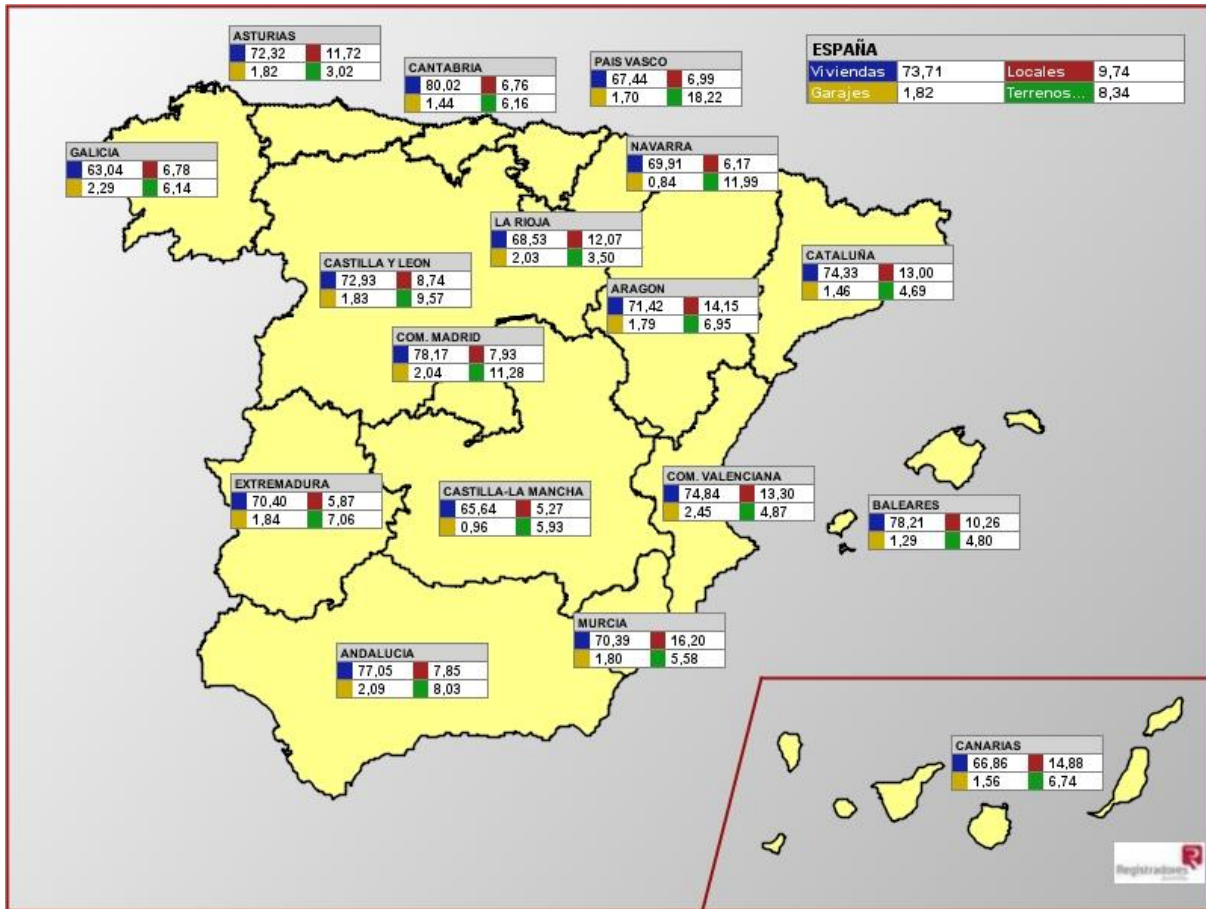 ASTURIAS
72,32 11,72
1,82 3,02
CANTABRIA
80,02 6,76
1,44 6,16
PAIS VASCO
67,44 6,99
1,70 18,22
ESPAÑA
Viviendas 73,71 Locales 9,74
Garajes 1,82 Terrenos... 8,34
GALICIA
63,04 6,78
2,29 6,14
NAVARRA
69,91 6,17
0,84 11,99
LA RIOJA
68,53 12,07
2,03 3,50
CASTILLA Y LEON
72,93 8,74
1,83 9,57
ARAGON
71,42 14,15
1,79 6,95
CATALUÑA
74,33 13,00
1,46 4,69
COM. MADRID
78,17 7,93
2,04 11,28
EXTREMADURA
70,40 5,87
1,84 7,06
CASTILLA-LA MANCHA
65,64 5,27
0,96 5,93
COM. VALENCIANA
74,84 13,30
2,45 4,87
BALEARES
78,21 10,26
1,29 4,80
MURCIA
70,39 16,20
1,80 5,58
ANDALUCIA
77,05 7,85
2,09 8,03
CANARIAS
66,86 14,88
1,56 6,74
Registradores